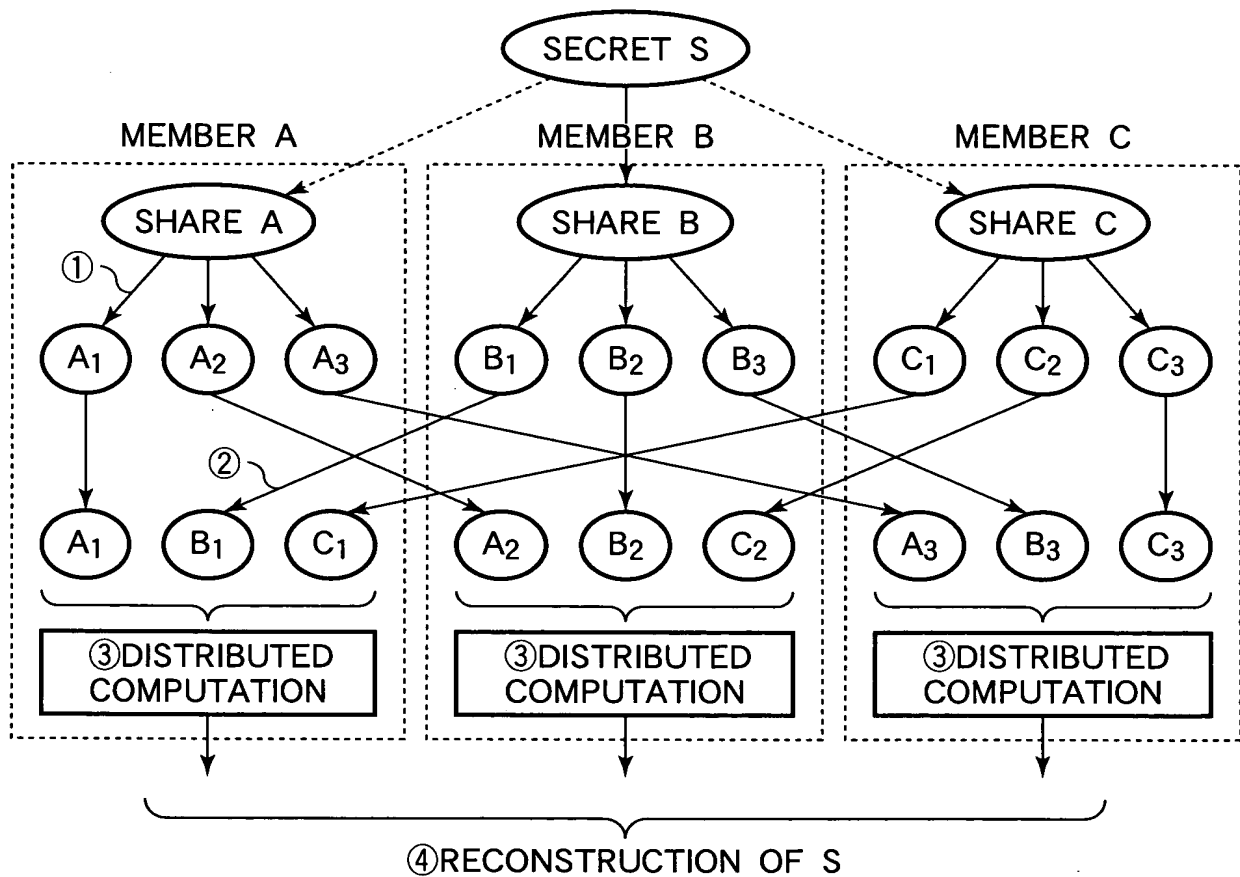 SECRET S
MEMBER A MEMBER B MEMBER C
SHARE A SHARE B SHARE C
①
A1 A2 A3 B1 B2 B3 C1 C2 C3
②
A1 B1 C1 A2 B2 C2 A3 B3 C3
③DISTRIBUTED COMPUTATION
③DISTRIBUTED COMPUTATION
③DISTRIBUTED COMPUTATION
④RECONSTRUCTION OF S